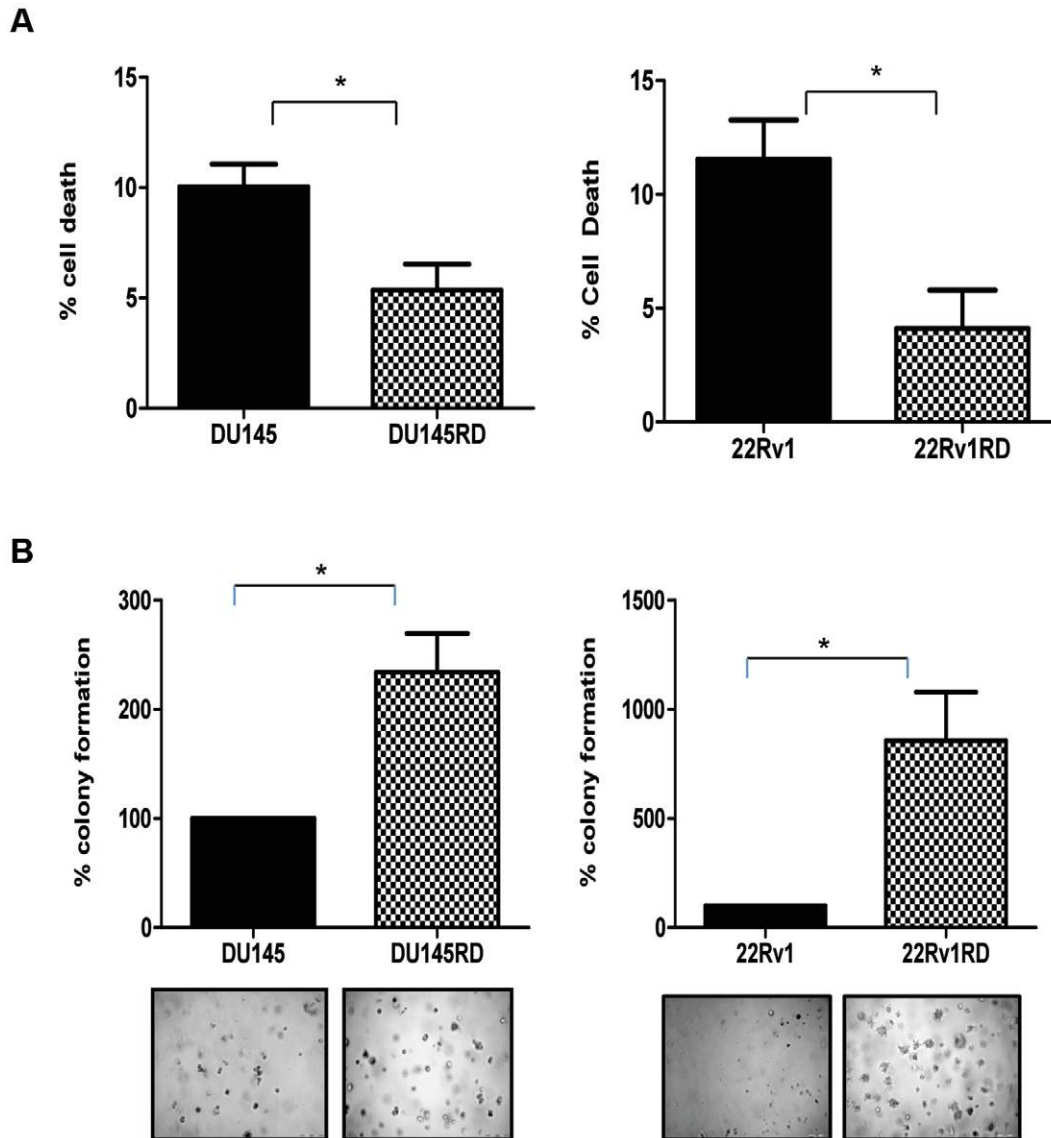 A
% cell death
15
10
5
0
*
DU145 DU145RD
% Cell Death
15
10
5
0
*
22Rv1 22Rv1RD
B
% colony formation
300
200
100
0
*
DU145 DU145RD
% colony formation
1500
1000
500
0
*
22Rv1 22Rv1RD